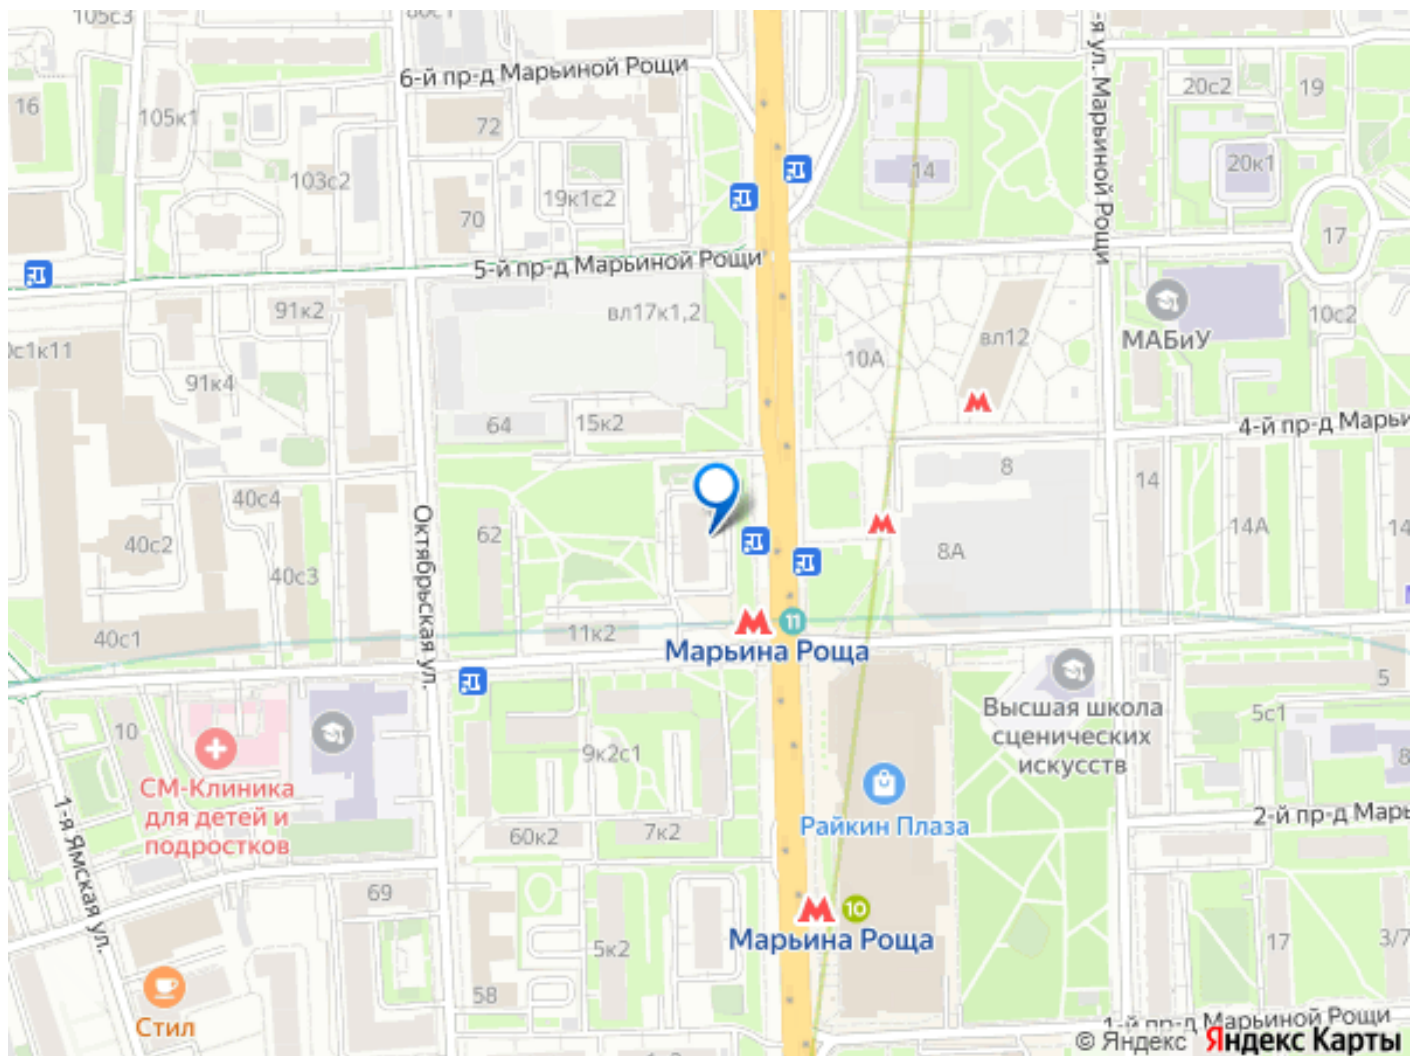 105с3
80с1
6-й пр-д Марьиной Рощи
-я ул. Марьиной Рощи
20с2
19
16
105к1
72
103с2
14
20к1
19к1с2
70
17
5-й пр-д Марьиной Рощи
91к2
вл17к1,2
10с2
вл12
МАБиУ
0с1к11
10А
91к4
64
15к2
4-й пр-д Марьи
8
14
40с4
Октябрьская ул.
62
14А
14
40с2
8А
40с3
11
40с1
11к2
Марьина Роща
5
Высшая школа
сценических
искусств
5с1
10
9к2с1
8
СМ-Клиника
для детей и
подростков
1-я Ямская ул.
Райкин Плаза
2-й пр-д Марь
60к2
7к2
69
10
Марьина Роща
5к2
17
3/7
58
Стил
1-й пр-д Марьиной Рощи
© Яндекс Яндекс Карты